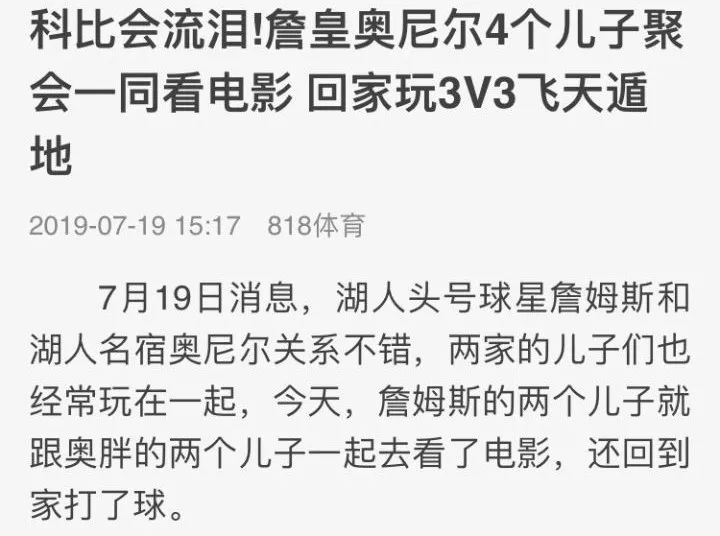 科比会流泪!詹皇奥尼尔4个儿子聚
会一同看电影 回家玩3V3飞天遁
地
2019-07-19 15:17 818体育
7月19日消息，湖人头号球星詹姆斯和
湖人名宿奥尼尔关系不错，两家的儿子们也
经常玩在一起，今天，詹姆斯的两个儿子就
跟奥胖的两个儿子一起去看了电影，还回到
家打了球。